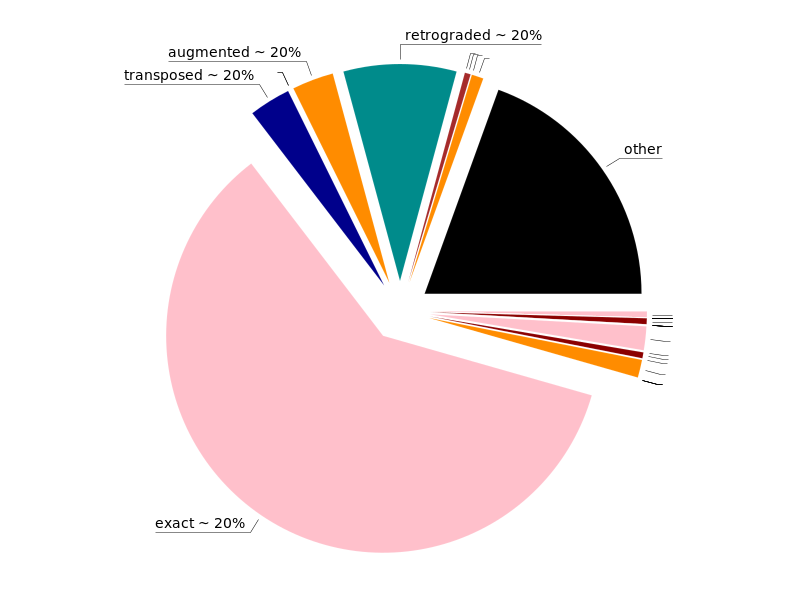 retrograded ~ 20%
augmented ~ 20%
transposed ~ 20%
other
exact ~ 20%